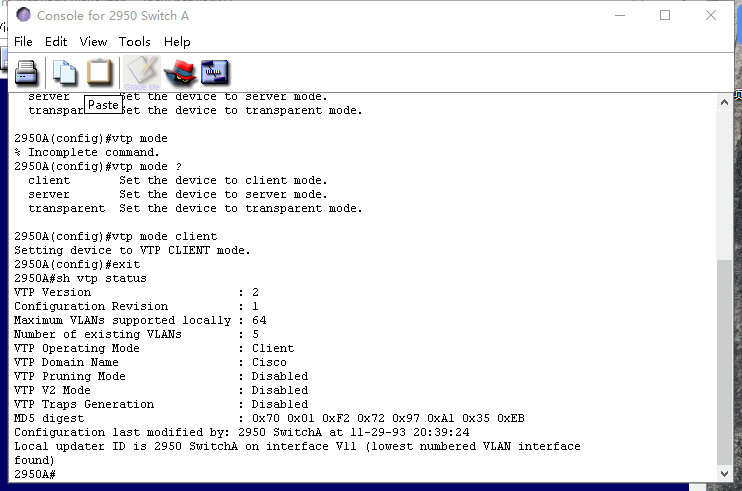 Console for 2950 Switch A
File Edit View Tools Help
Grade Me
Paste
server Set the device to server mode.
transparent Set the device to transparent mode.
2950A(config)#vtp mode
% Incomplete command.
2950A(config)#vtp mode ?
client Set the device to client mode.
server Set the device to server mode.
transparent Set the device to transparent mode.
2950A(config)#vtp mode client
Setting device to VTP CLIENT mode.
2950A(config)#exit
2950A#sh vtp status
VTP Version : 2
Configuration Revision : 1
Maximum VLANs supported locally : 64
Number of existing VLANs : 5
VTP Operating Mode : Client
VTP Domain Name : Cisco
VTP Pruning Mode : Disabled
VTP V2 Mode : Disabled
VTP Traps Generation : Disabled
MD5 digest : 0x70 0x01 0xF2 0x72 0x97 0xA1 0x35 0xEB
Configuration last modified by: 2950 SwitchA at 11-29-93 20:39:24
Local updater ID is 2950 SwitchA on interface Vl1 (lowest numbered VLAN interface
found)
2950A#